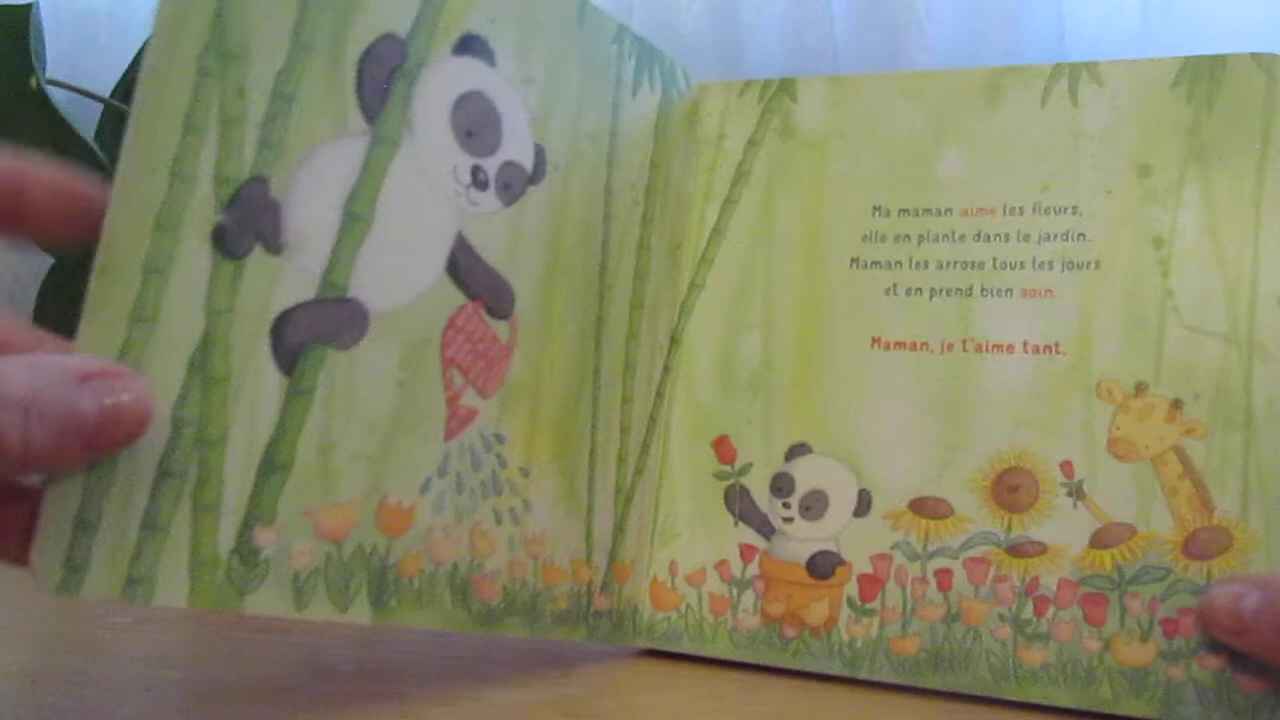 Ma maman aime les fleurs,
elle en plante dans le jardin.
Maman les arrose tous les jours
et en prend bien soin.
Maman, je t'aime tant.